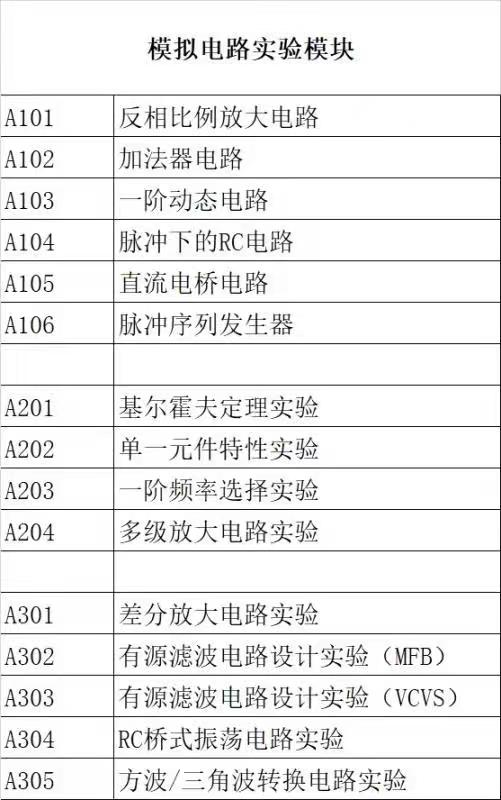 模拟电路实验模块
A101 反相比例放大电路
A102 加法器电路
A103 一阶动态电路
A104 脉冲下的RC电路
A105 直流电桥电路
A106 脉冲序列发生器
A201 基尔霍夫定理实验
A202 单一元件特性实验
A203 一阶频率选择实验
A204 多级放大电路实验
A301 差分放大电路实验
A302 有源滤波电路设计实验（MFB）
A303 有源滤波电路设计实验（VCVS）
A304 RC桥式振荡电路实验
A305 方波/三角波转换电路实验